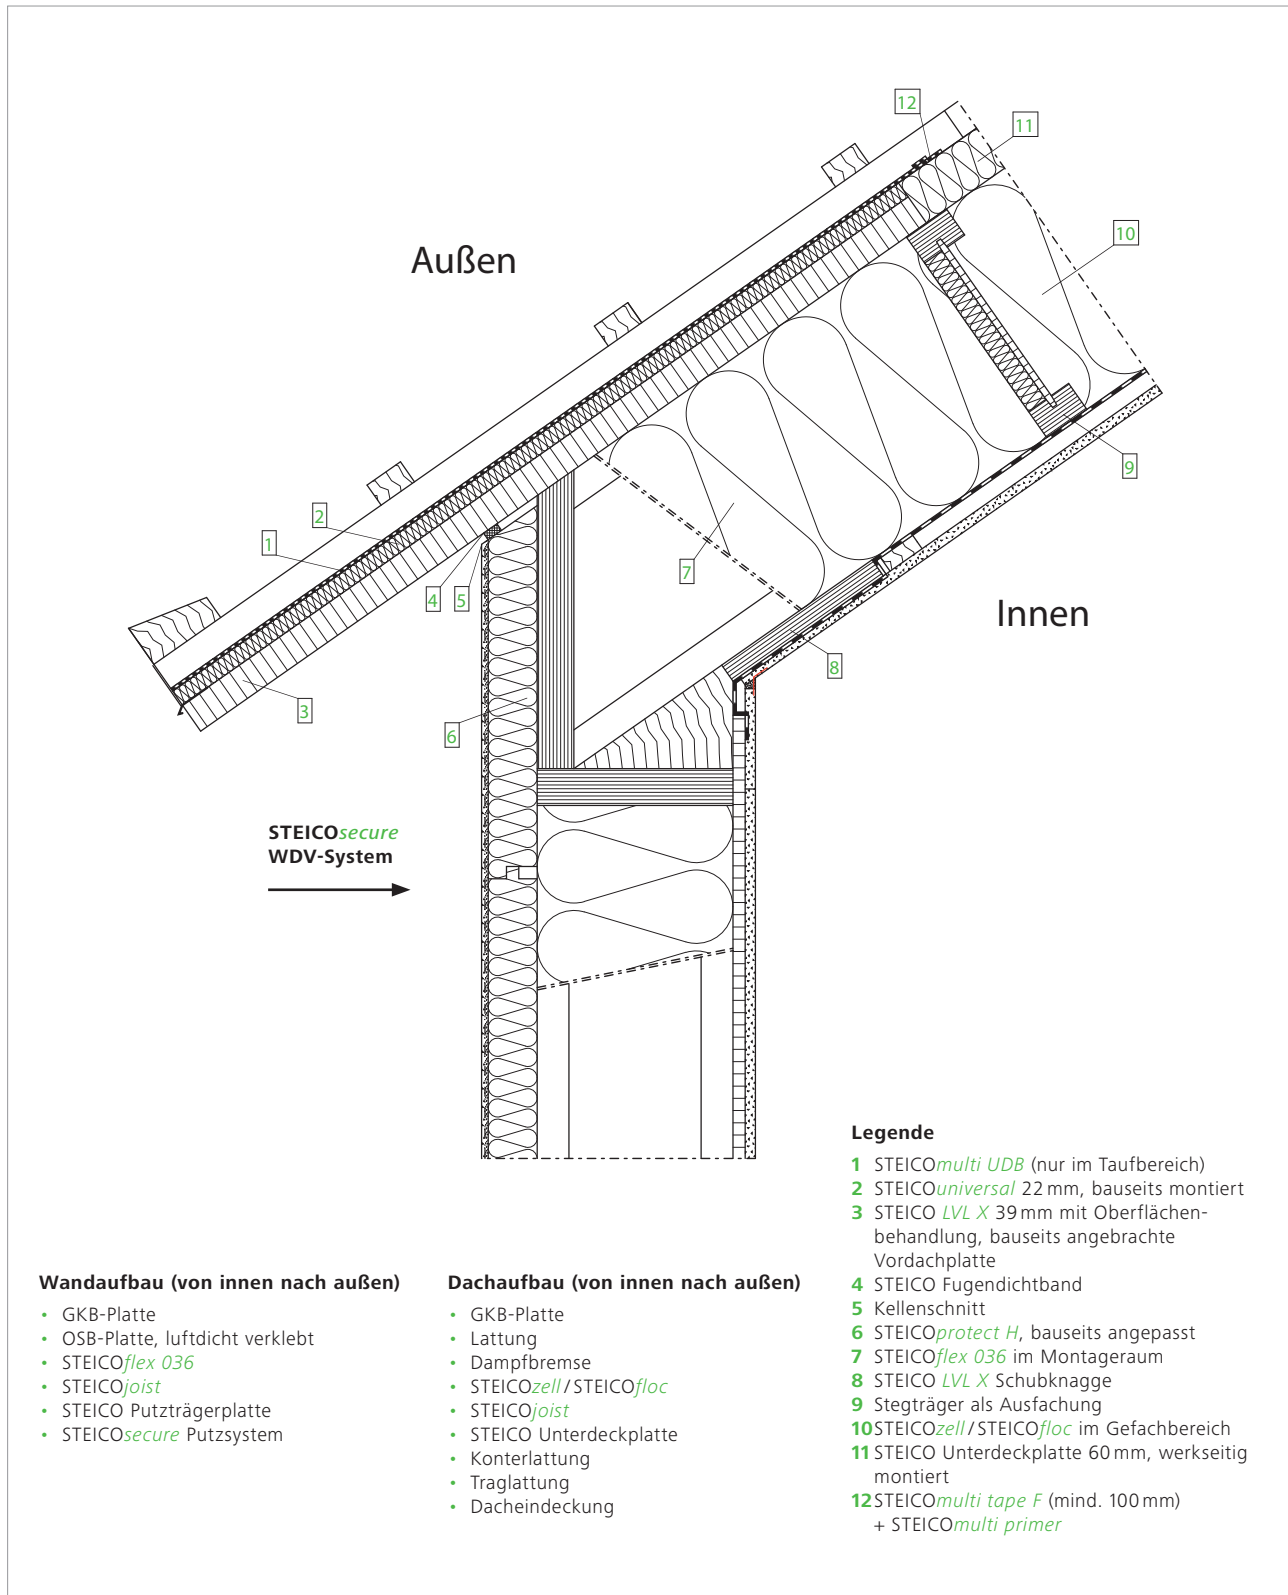 12
11
10
Außen
9
2
1
7
4
5
Innen
8
3
6
STEICOsecure
WDV-System
Legende
1 STEICOmulti UDB (nur im Taufbereich)
2 STEICOuniversal 22 mm, bauseits montiert
3 STEICO LVL X 39 mm mit Oberflächen-
behandlung, bauseits angebrachte
Vordachplatte
4 STEICO Fugendichtband
5 Kellenschnitt
6 STEICOprotect H, bauseits angepasst
7 STEICOflex 036 im Montageraum
8 STEICO LVL X Schubknagge
9 Stegträger als Ausfachung
10 STEICOzell / STEICOfloc im Gefachbereich
11 STEICO Unterdeckplatte 60 mm, werkseitig
montiert
12 STEICOmulti tape F (mind. 100 mm)
+ STEICOmulti primer
Wandaufbau (von innen nach außen)
• GKB-Platte
• OSB-Platte, luftdicht verklebt
• STEICOflex 036
• STEICOjoist
• STEICO Putzträgerplatte
• STEICOsecure Putzsystem
Dachaufbau (von innen nach außen)
• GKB-Platte
• Lattung
• Dampfbremse
• STEICOzell / STEICOfloc
• STEICOjoist
• STEICO Unterdeckplatte
• Konterlattung
• Traglattung
• Dacheindeckung